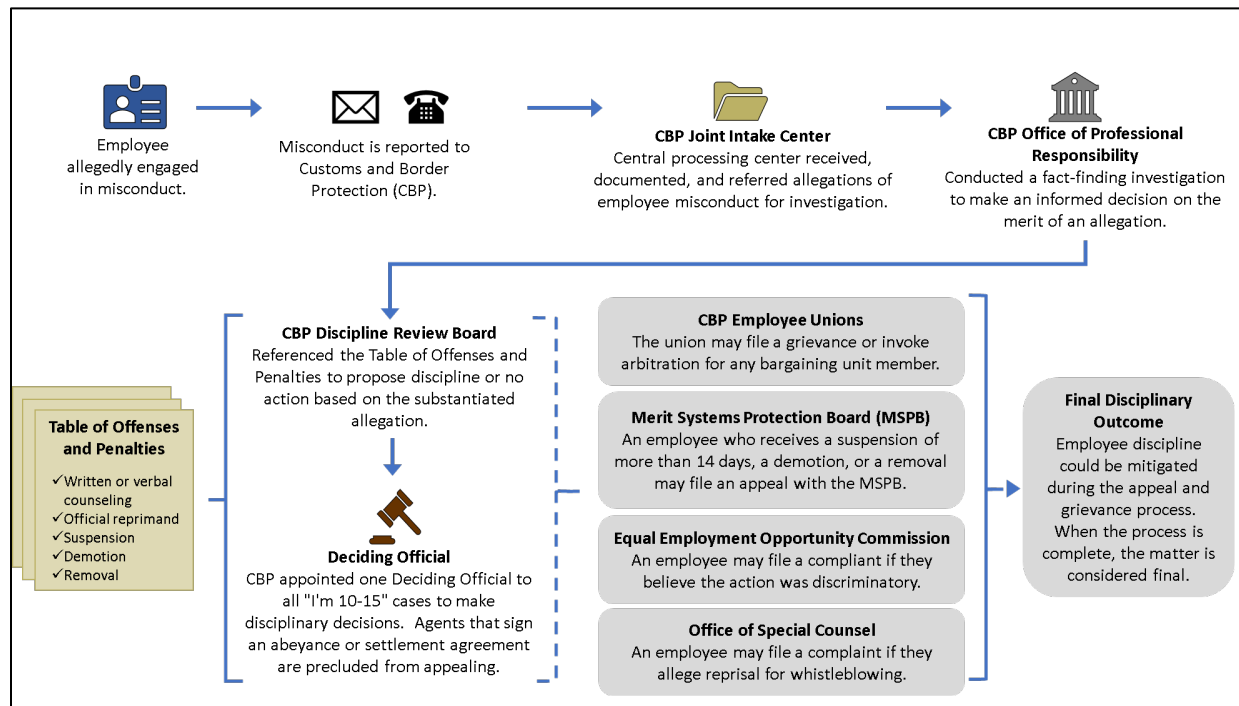 Employee
allegedly engaged
in misconduct.
Misconduct is reported to
Customs and Border
Protection (CBP).
CBP Joint Intake Center
Central processing center received,
documented, and referred allegations of
employee misconduct for investigation.
CBP Office of Professional
Responsibility
Conducted a fact-finding investigation
to make an informed decision on the
merit of an allegation.
Table of Offenses
and Penalties
✓Written or verbal
counseling
✓Official reprimand
✓Suspension
✓Demotion
✓Removal
CBP Discipline Review Board
Referenced the Table of Offenses and
Penalties to propose discipline or no
action based on the substantiated
allegation.
Deciding Official
CBP appointed one Deciding Official to
all "I'm 10-15" cases to make
disciplinary decisions. Agents that sign
an abeyance or settlement agreement
are precluded from appealing.
CBP Employee Unions
The union may file a grievance or invoke
arbitration for any bargaining unit member.
Merit Systems Protection Board (MSPB)
An employee who receives a suspension of
more than 14 days, a demotion, or a removal
may file an appeal with the MSPB.
Equal Employment Opportunity Commission
An employee may file a compliant if they
believe the action was discriminatory.
Office of Special Counsel
An employee may file a complaint if they
allege reprisal for whistleblowing.
Final Disciplinary
Outcome
Employee discipline
could be mitigated
during the appeal and
grievance process.
When the process is
complete, the matter is
considered final.